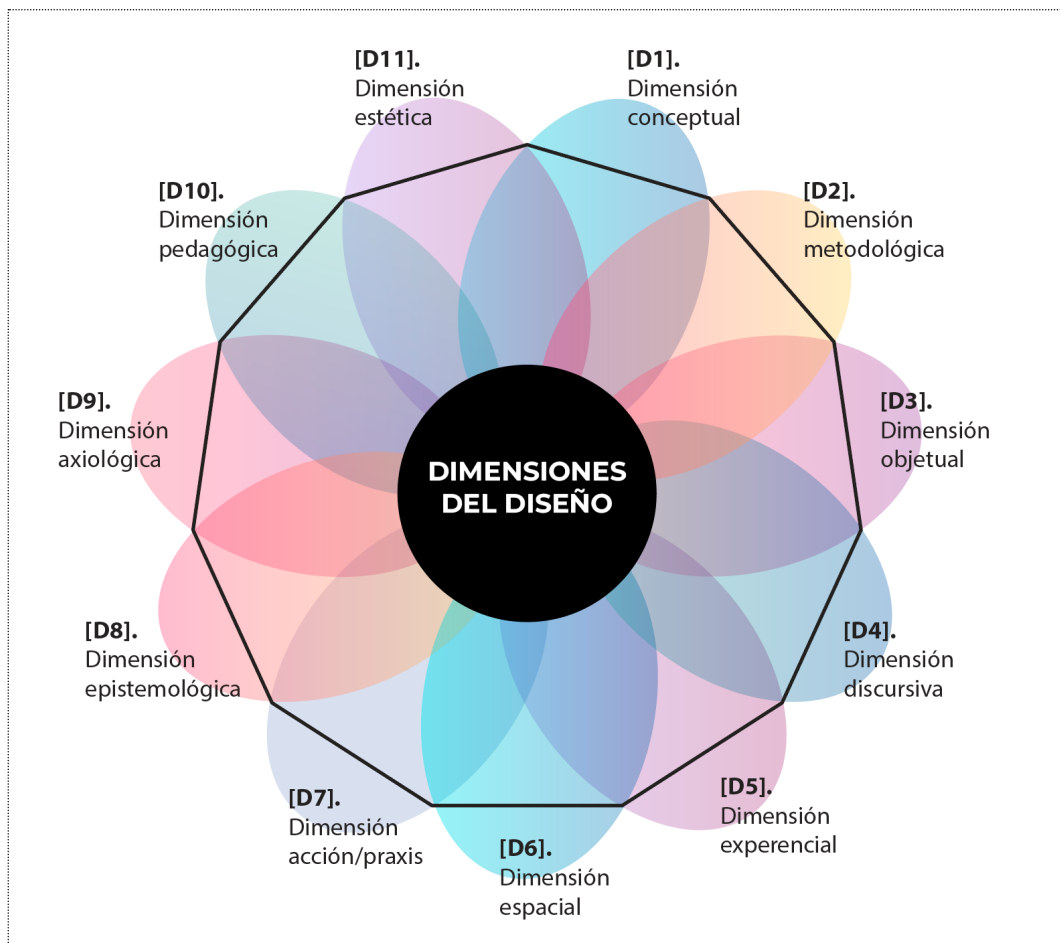 [D11].
Dimensión
estética
[D1].
Dimensión
conceptual
[D10].
Dimensión
pedagógica
[D2].
Dimensión
metodológica
[D9].
Dimensión
axiológica
DIMENSIONES
DEL DISEÑO
[D3].
Dimensión
objetual
[D8].
Dimensión
epistemológica
[D4].
Dimensión
discursiva
[D7].
Dimensión
acción/praxis
[D6].
Dimensión
espacial
[D5].
Dimensión
experencial